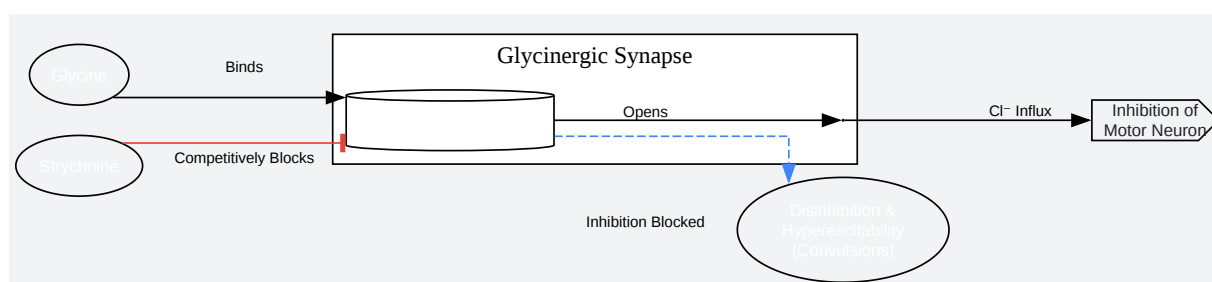 Glycinergic Synapse
Glycine
Binds
Opens
Cl⁻ Influx
Inhibition of
Motor Neuron
Strychnine
Competitively Blocks
Inhibition Blocked
Disinhibition &
Hyperexcitability
(Convulsions)